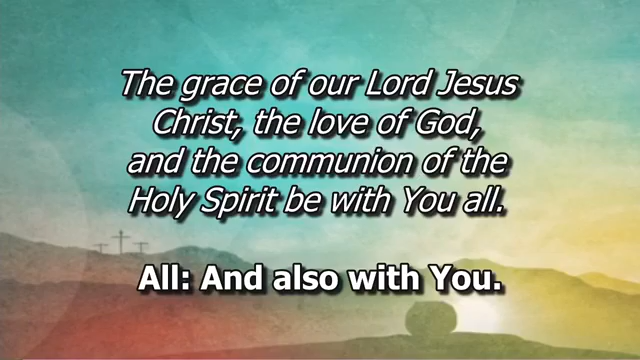 The grace of our Lord Jesus
Christ, the love of God,
and the communion of the
Holy Spirit be with You all.
All: And also with You.